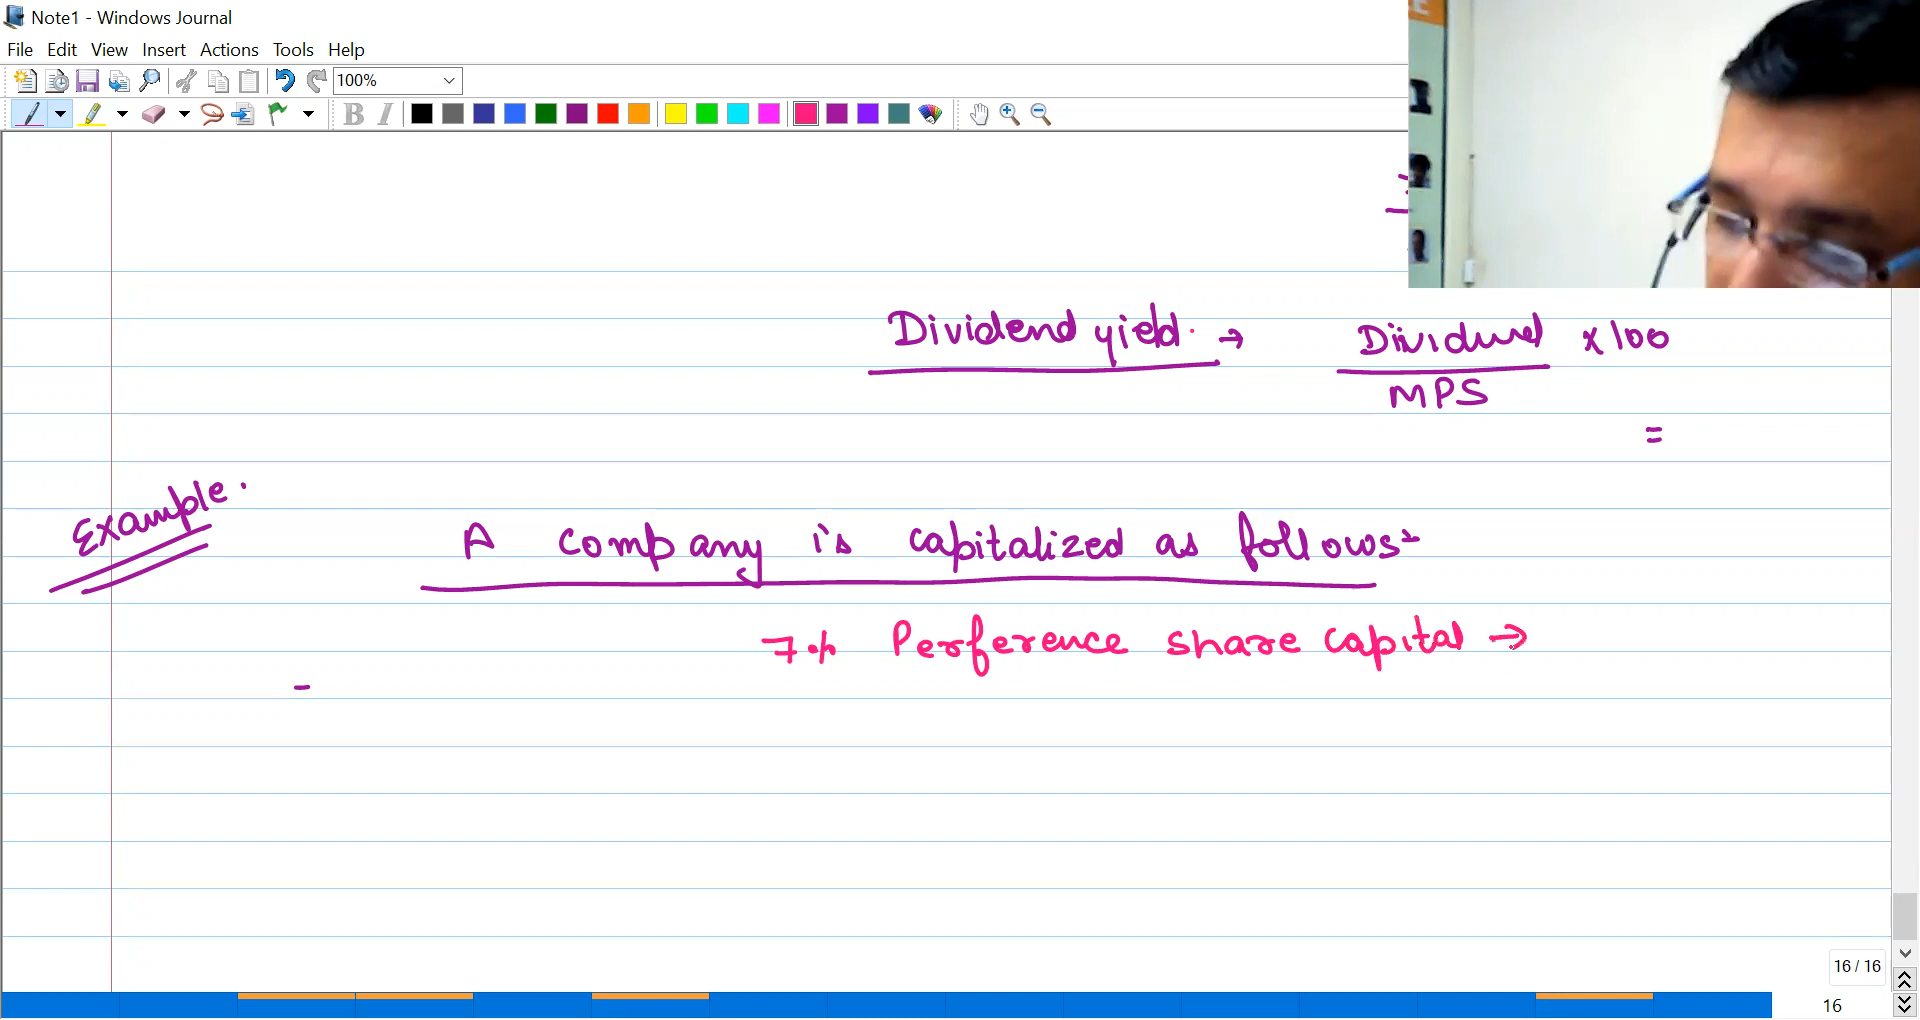 Note1 - Windows Journal
File Edit View Insert Actions Tools Help
100%
B I
Dividend yield. → Dividend × 100
MPS
=
Example.
A company is capitalized as follows
7% Perference share capital →
16 / 16
16